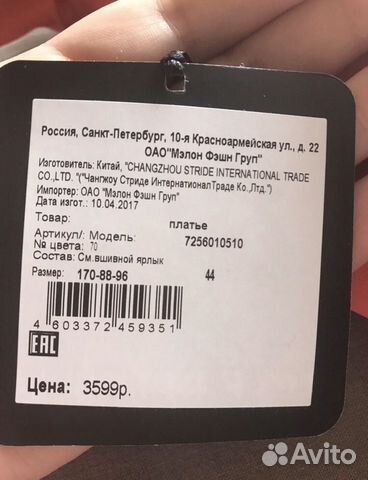 Россия, Санкт-Петербург, 10-я Красноармейская ул., д. 22
ОАО"Мэлон Фэшн Груп"
Изготовитель: Китай, "CHANGZHOU STRIDE INTERNATIONAL TRADE
CO.,LTD. "("Чангжоу Стриде ИнтернатионалТраде Ко.,Лтд.")
Импортер: ОАО "Мэлон Фэшн Груп"
Дата изгот.: 10.04.2017
Товар: платье
Артикул/: Модель: 7256010510
№ цвета: 70
Состав: См.вшивной ярлык
Размер: 170-88-96 44
4 603372 459351
EAC
Цена: 3599р.
Avito